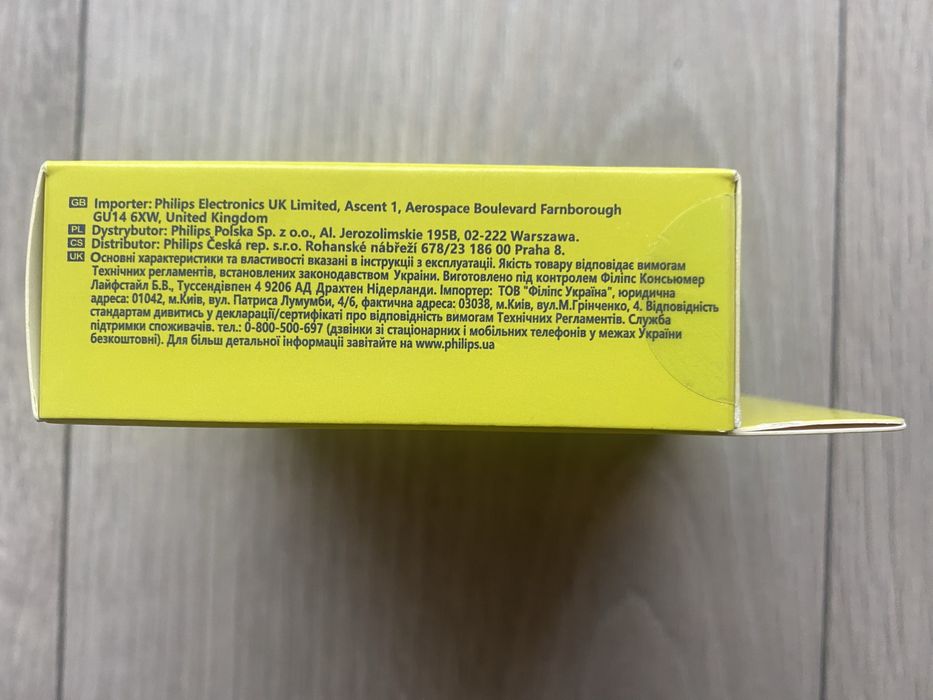 GB Importer: Philips Electronics UK Limited, Ascent 1, Aerospace Boulevard Farnborough
GU14 6XW, United Kingdom
PL Dystrybutor: Philips Polska Sp. z o.o., Al. Jerozolimskie 195B, 02-222 Warszawa.
CS Distributor: Philips Česká rep. s.r.o. Rohanské nábřeží 678/23 186 00 Praha 8.
UK Основні характеристики та властивості вказані в інструкції з експлуатації. Якість товару відповідає вимогам
Технічних регламентів, встановлених законодавством України. Виготовлено під контролем Філіпс Консьюмер
Лайфстайл Б.В., Туссендівпен 4 9206 АД Драхтен Нідерланди. Імпортер: ТОВ "Філіпс Україна", юридична
адреса: 01042, м.Київ, вул. Патриса Лумумби, 4/6, фактична адреса: 03038, м.Київ, вул.М.Грінченко, 4. Відповідність
стандартам дивитись у декларації/сертифікаті про відповідність вимогам Технічних Регламентів. Служба
підтримки споживачів. тел.: 0-800-500-697 (дзвінки зі стаціонарних і мобільних телефонів у межах України
безкоштовні). Для більш детальної інформації завітайте на www.philips.ua